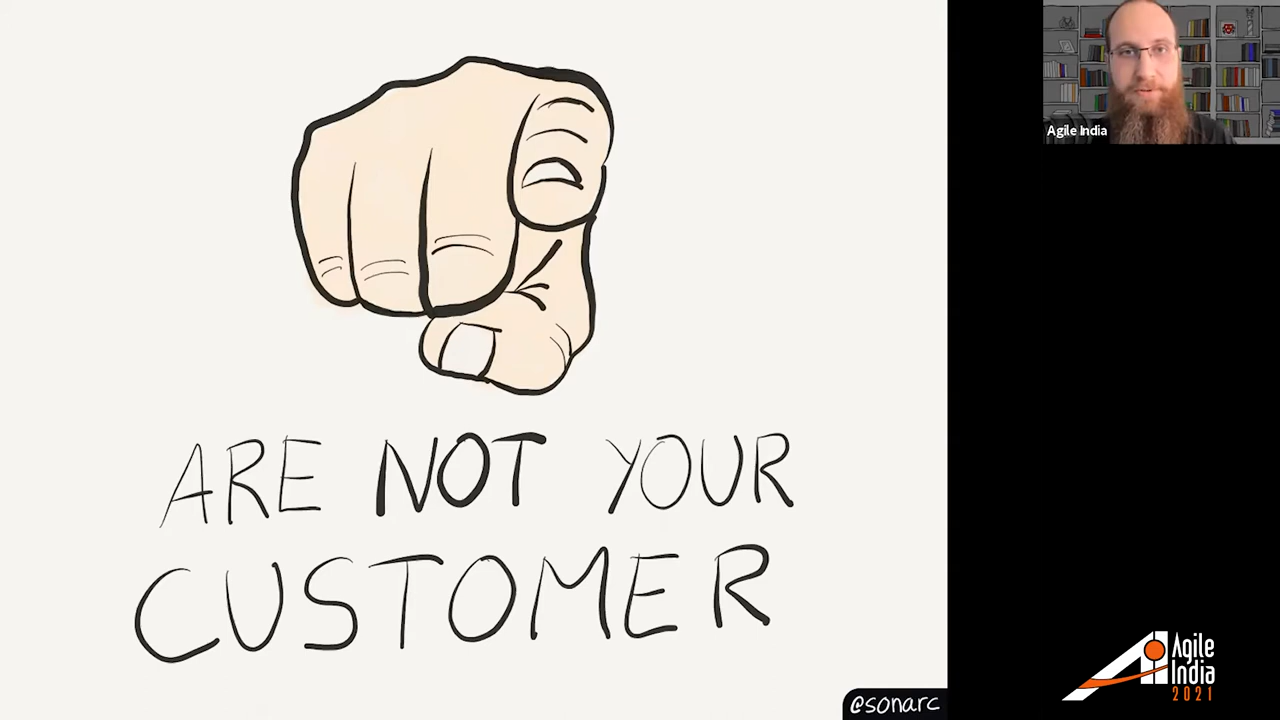 ARE NOT YOUR
CUSTOMER
@sonarc
Agile India
Agile
India
2021